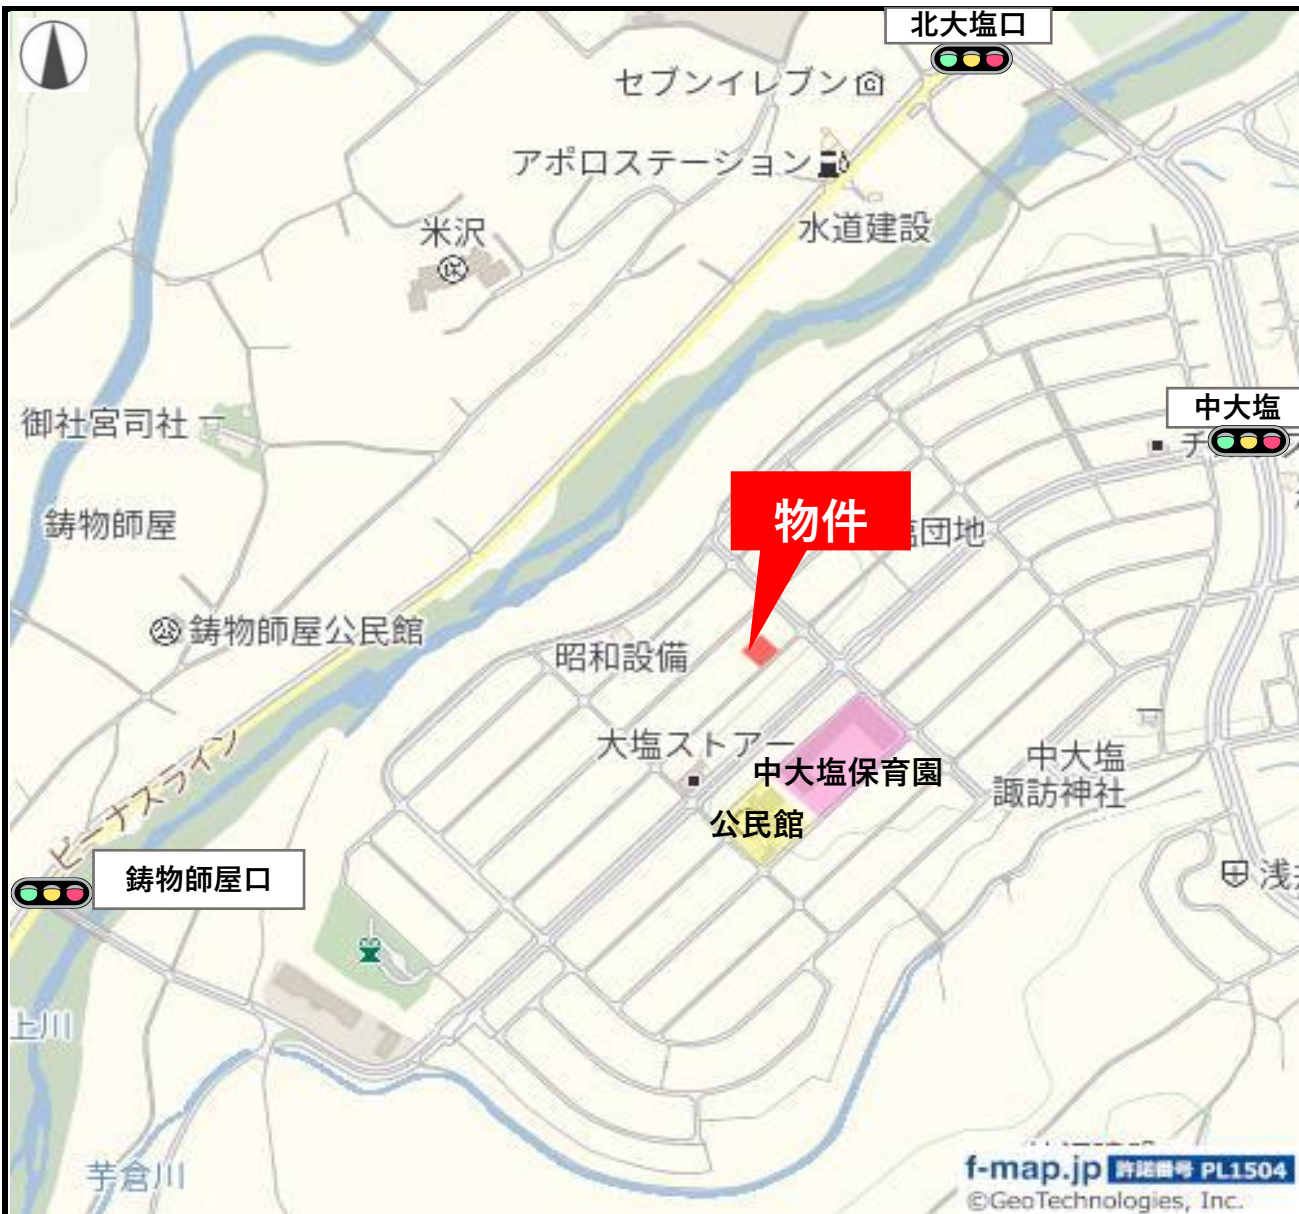 北大塩口
セブンイレブン
アポロステーション
水道建設
米沢
中大塩
御社宮司社
物件
団地
鋳物師屋
鋳物師屋公民館
昭和設備
大塩ストアー
中大塩保育園
中大塩
諏訪神社
公民館
ビーナスライン
鋳物師屋口
浅
上川
芋倉川
f-map.jp 許諾番号 PL1504
©GeoTechnologies, Inc.